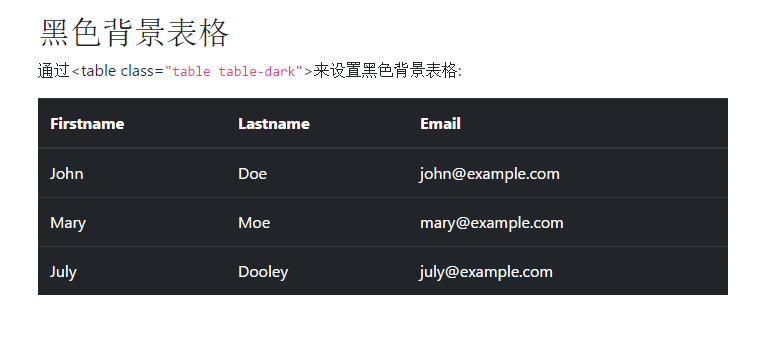 黑色背景表格
通过<table class="table table-dark">来设置黑色背景表格:
Firstname Lastname Email
John Doe john@example.com
Mary Moe mary@example.com
July Dooley july@example.com